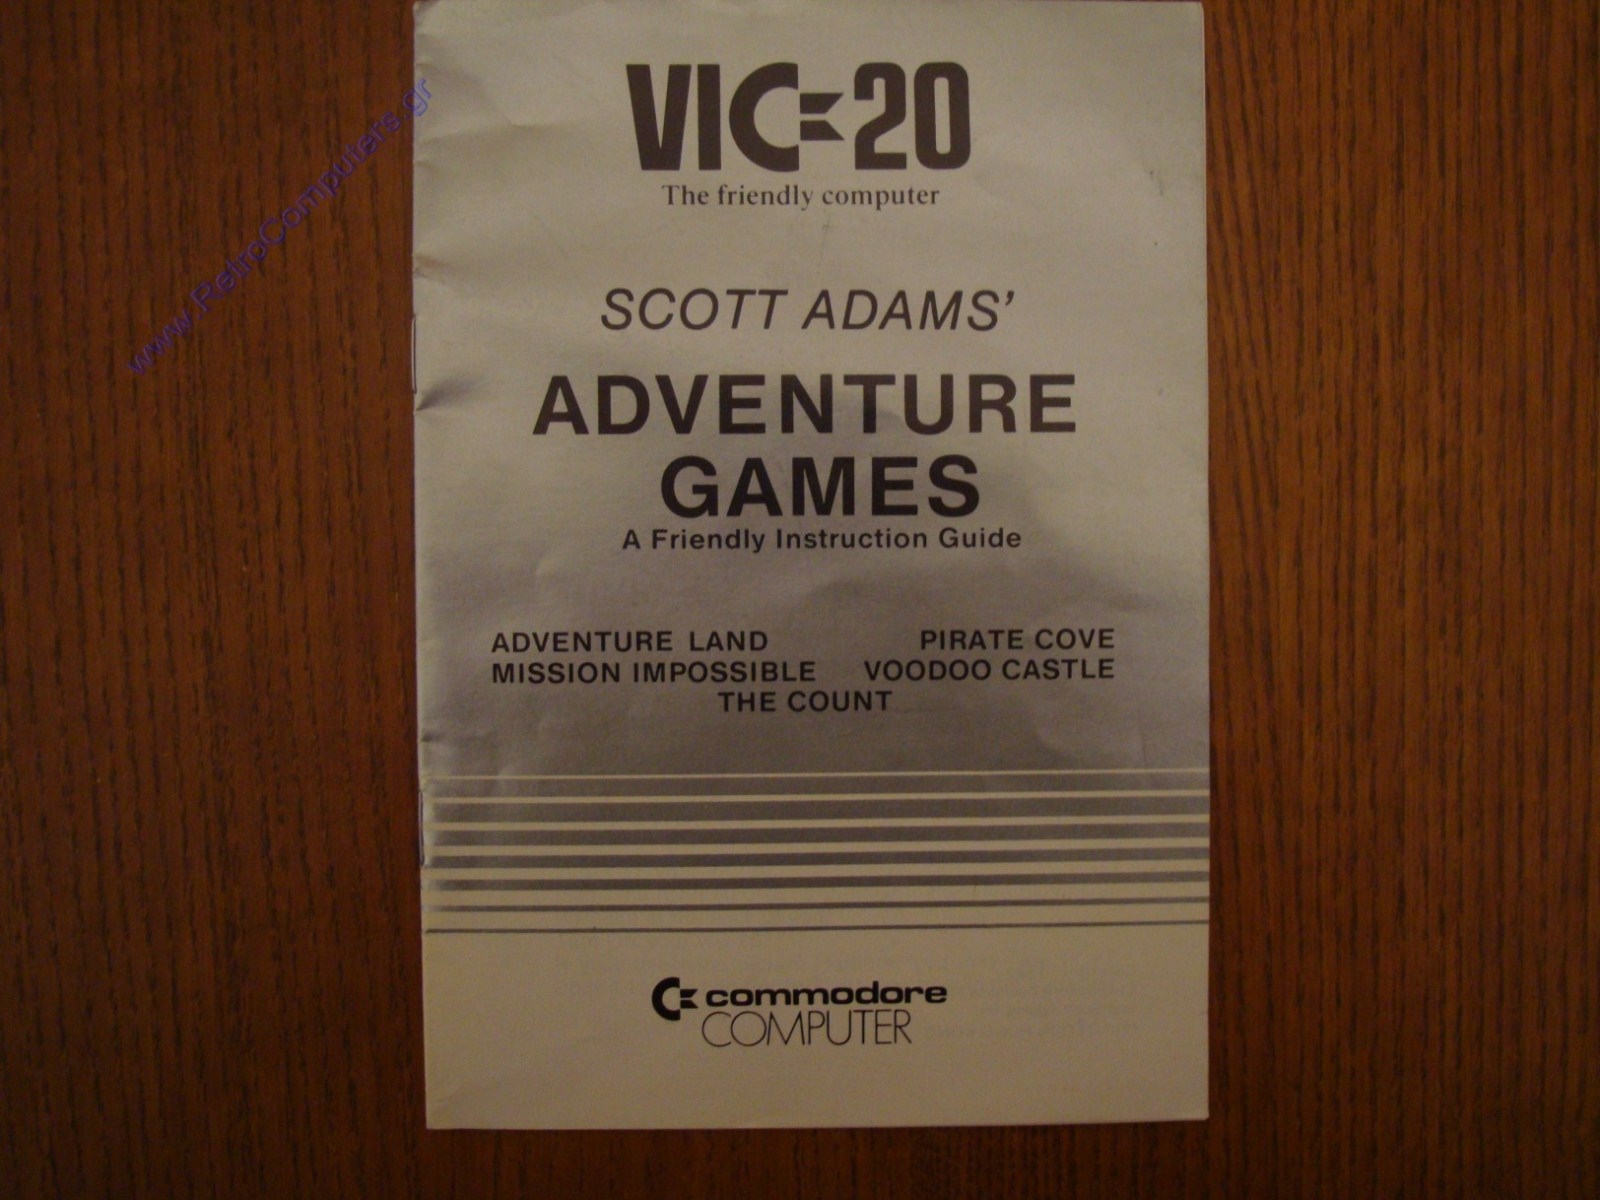 www.RetroComputers.gr
VIC-20
The friendly computer
SCOTT ADAMS'
ADVENTURE
GAMES
A Friendly Instruction Guide
ADVENTURE LAND PIRATE COVE
MISSION IMPOSSIBLE VOODOO CASTLE
THE COUNT
commodore
COMPUTER